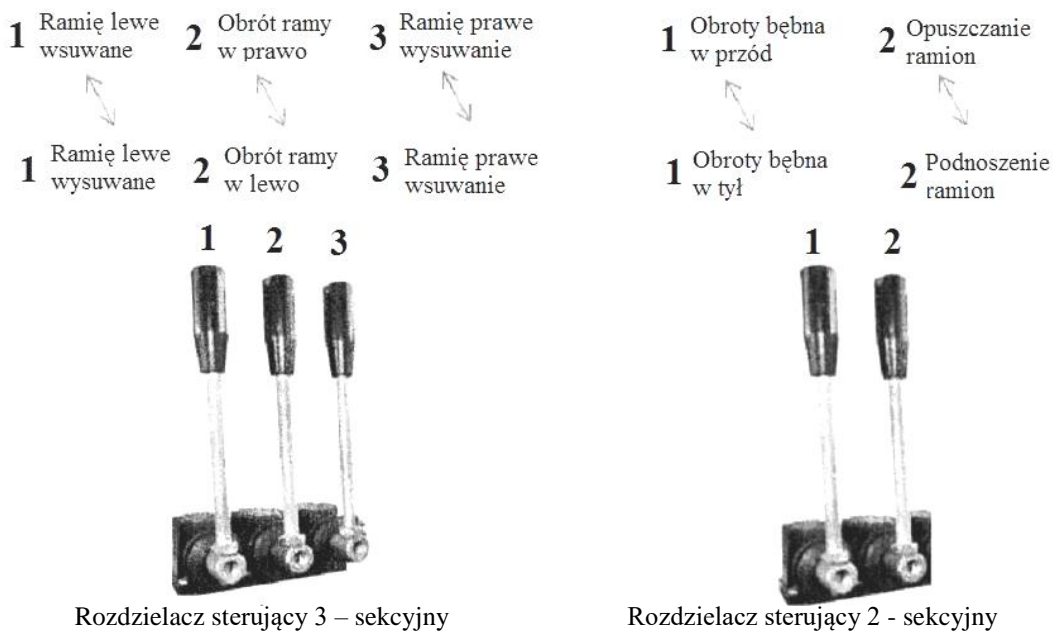 1 Ramię lewe wsuwane
2 Obrót ramy w prawo
3 Ramię prawe wysuwanie
1 Ramię lewe wysuwane
2 Obrót ramy w lewo
3 Ramię prawe wsuwanie
1 2 3
Rozdzielacz sterujący 3 – sekcyjny
1 Obroty bębna w przód
2 Opuszczanie ramion
1 Obroty bębna w tył
2 Podnoszenie ramion
1 2
Rozdzielacz sterujący 2 - sekcyjny